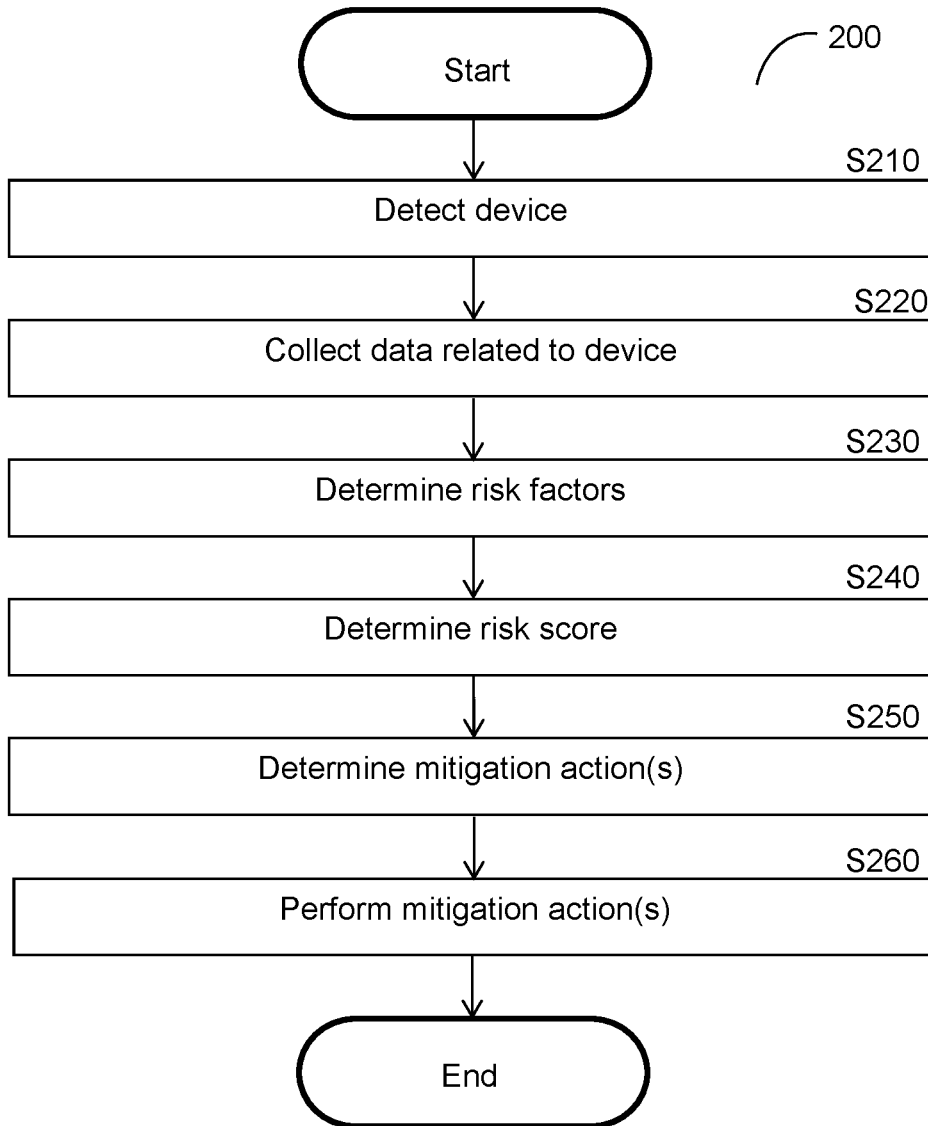 200
Start
S210
Detect device
S220
Collect data related to device
S230
Determine risk factors
S240
Determine risk score
S250
Determine mitigation action(s)
S260
Perform mitigation action(s)
End